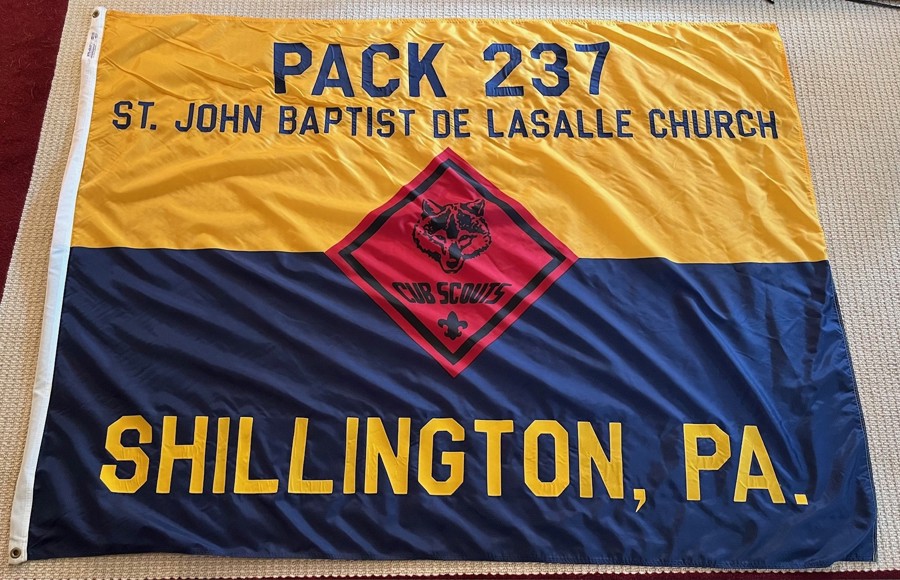 PACK 237
ST. JOHN BAPTIST DE LASALLE CHURCH
CUB SCOUTS
SHILLINGTON, PA.